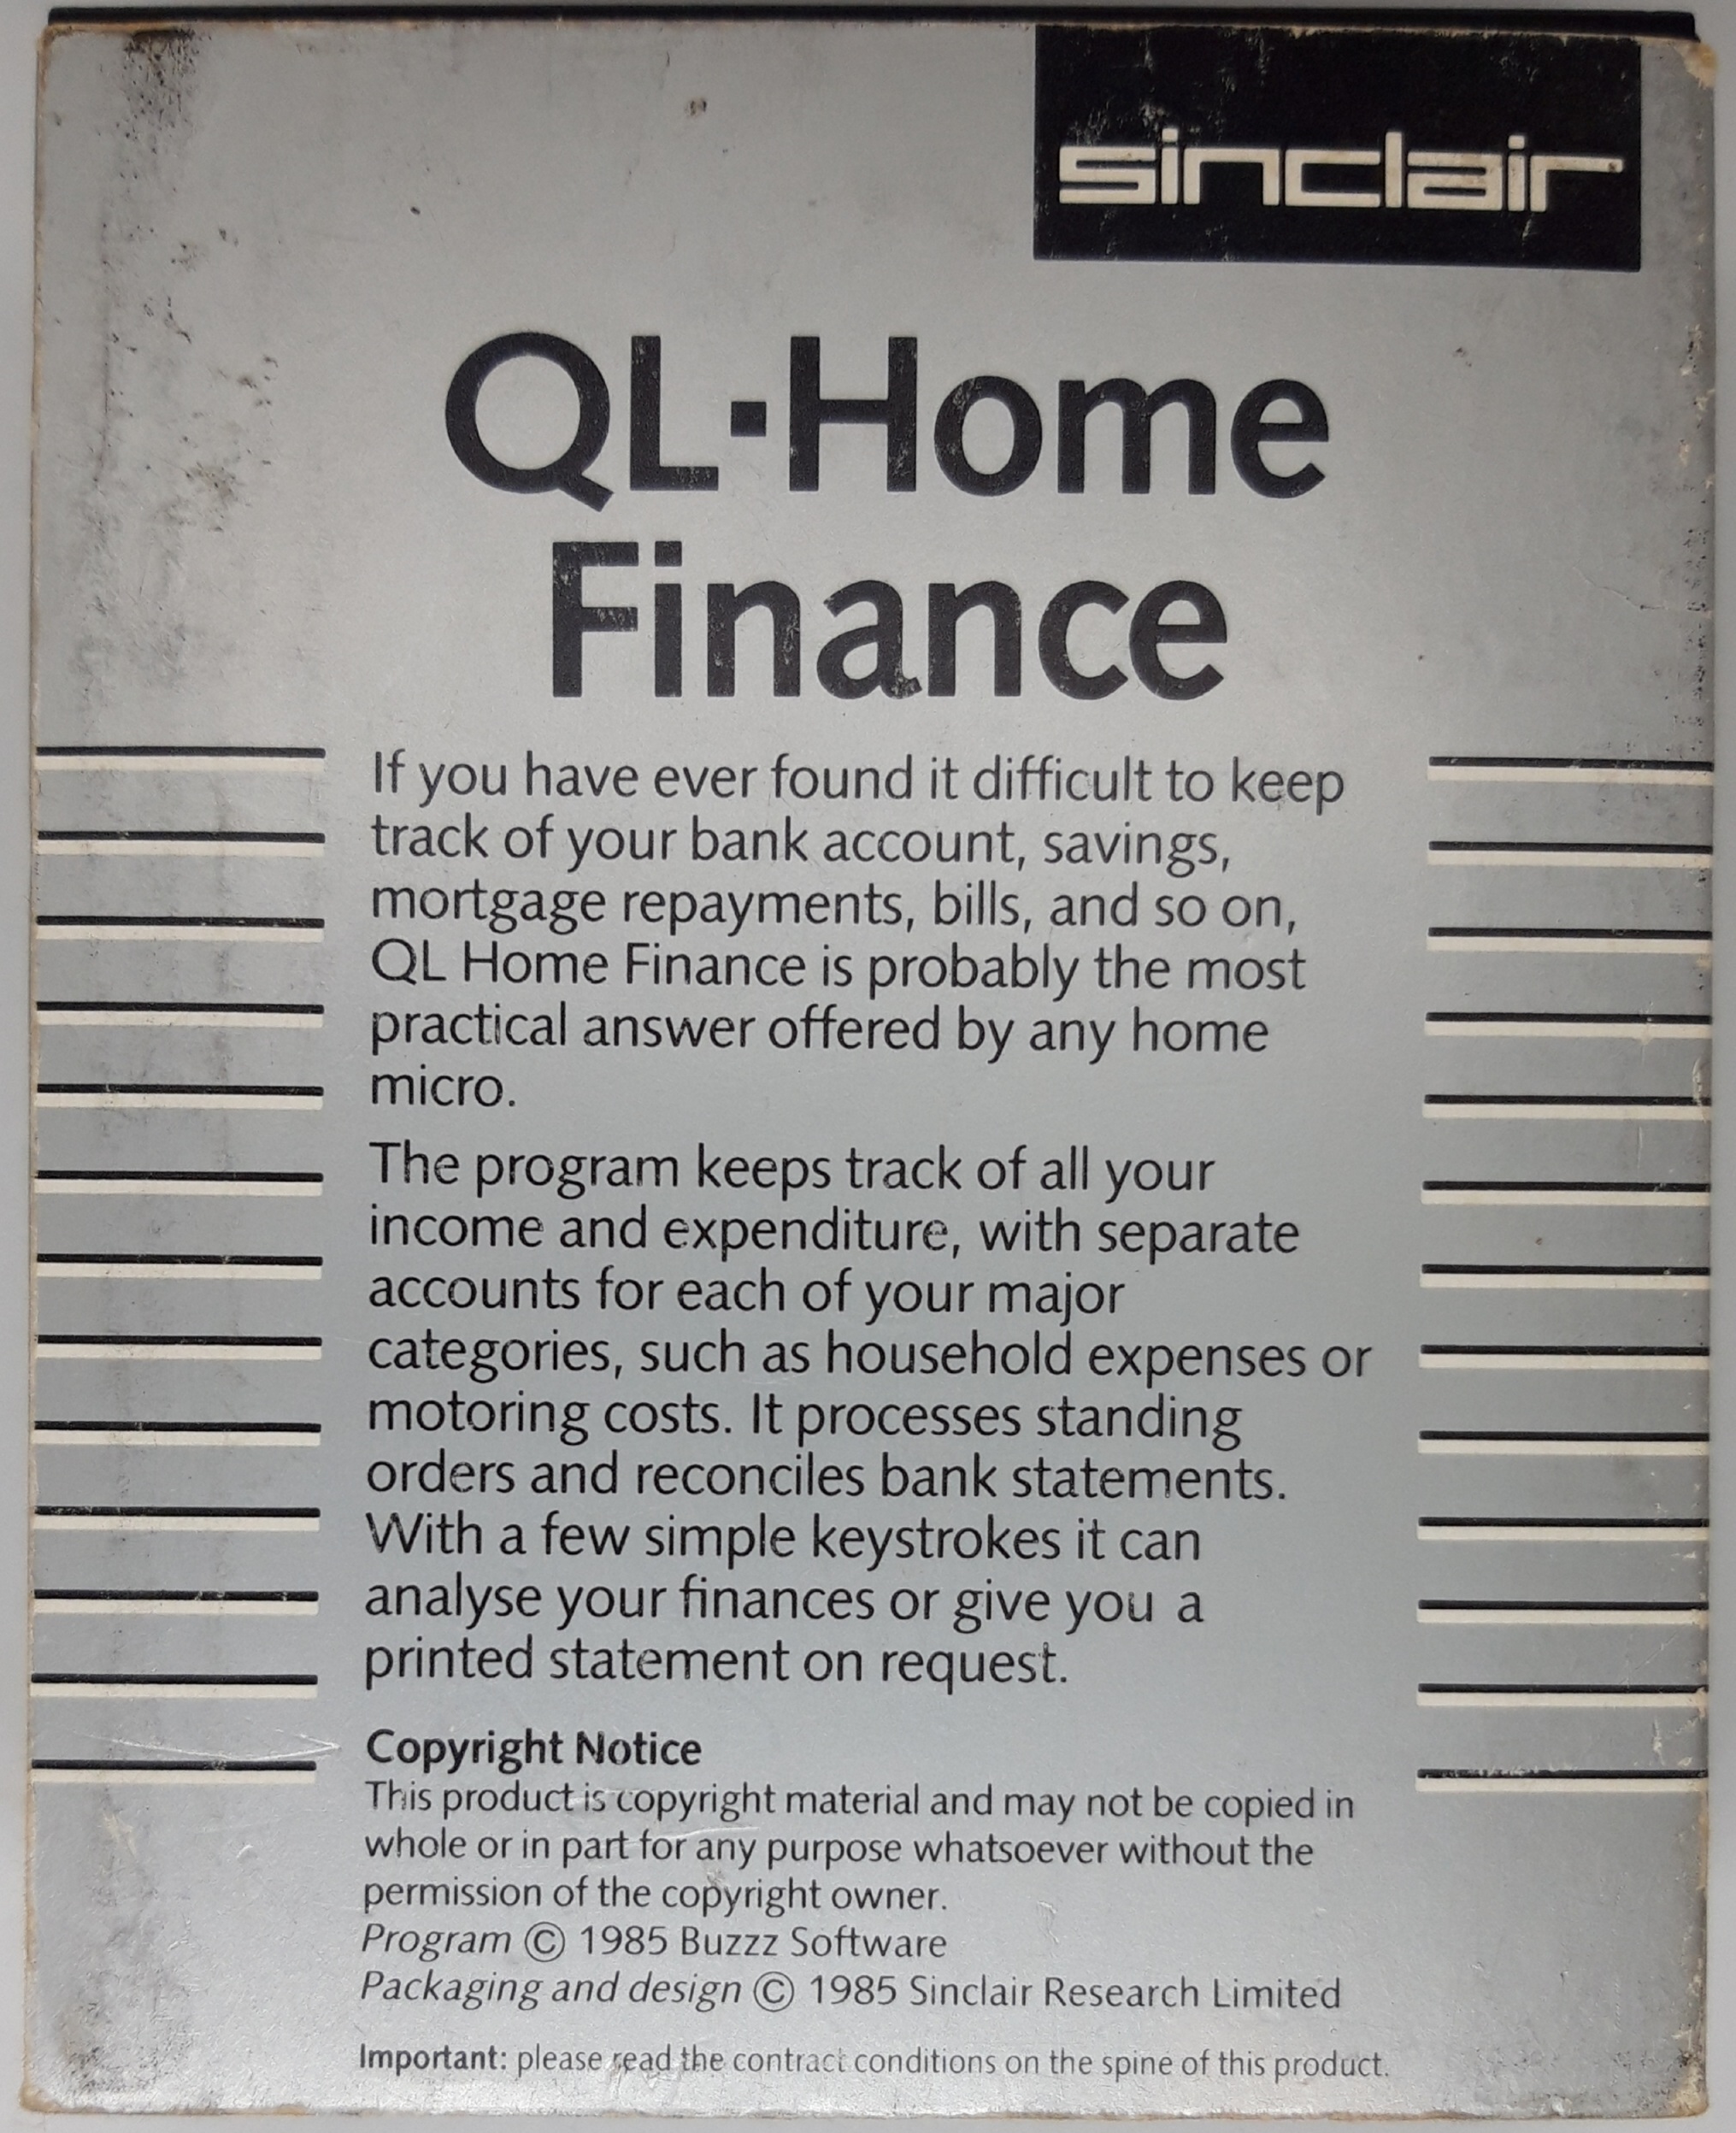 sinclair
QL·Home
Finance
If you have ever found it difficult to keep
track of your bank account, savings,
mortgage repayments, bills, and so on,
QL Home Finance is probably the most
practical answer offered by any home
micro.
The program keeps track of all your
income and expenditure, with separate
accounts for each of your major
categories, such as household expenses or
motoring costs. It processes standing
orders and reconciles bank statements.
With a few simple keystrokes it can
analyse your finances or give you a
printed statement on request.
Copyright Notice
This product is copyright material and may not be copied in
whole or in part for any purpose whatsoever without the
permission of the copyright owner.
Program © 1985 Buzzz Software
Packaging and design © 1985 Sinclair Research Limited
Important: please read the contract conditions on the spine of this product.